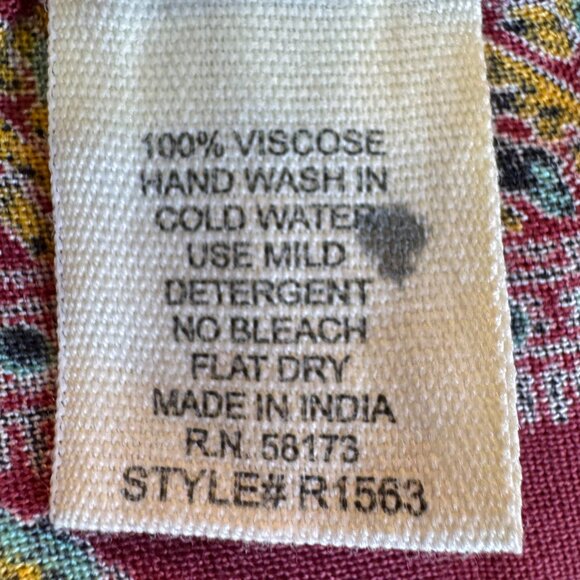 100% VISCOSE
HAND WASH IN
COLD WATER
USE MILD
DETERGENT
NO BLEACH
FLAT DRY
MADE IN INDIA
R.N. 58173
STYLE# R1563